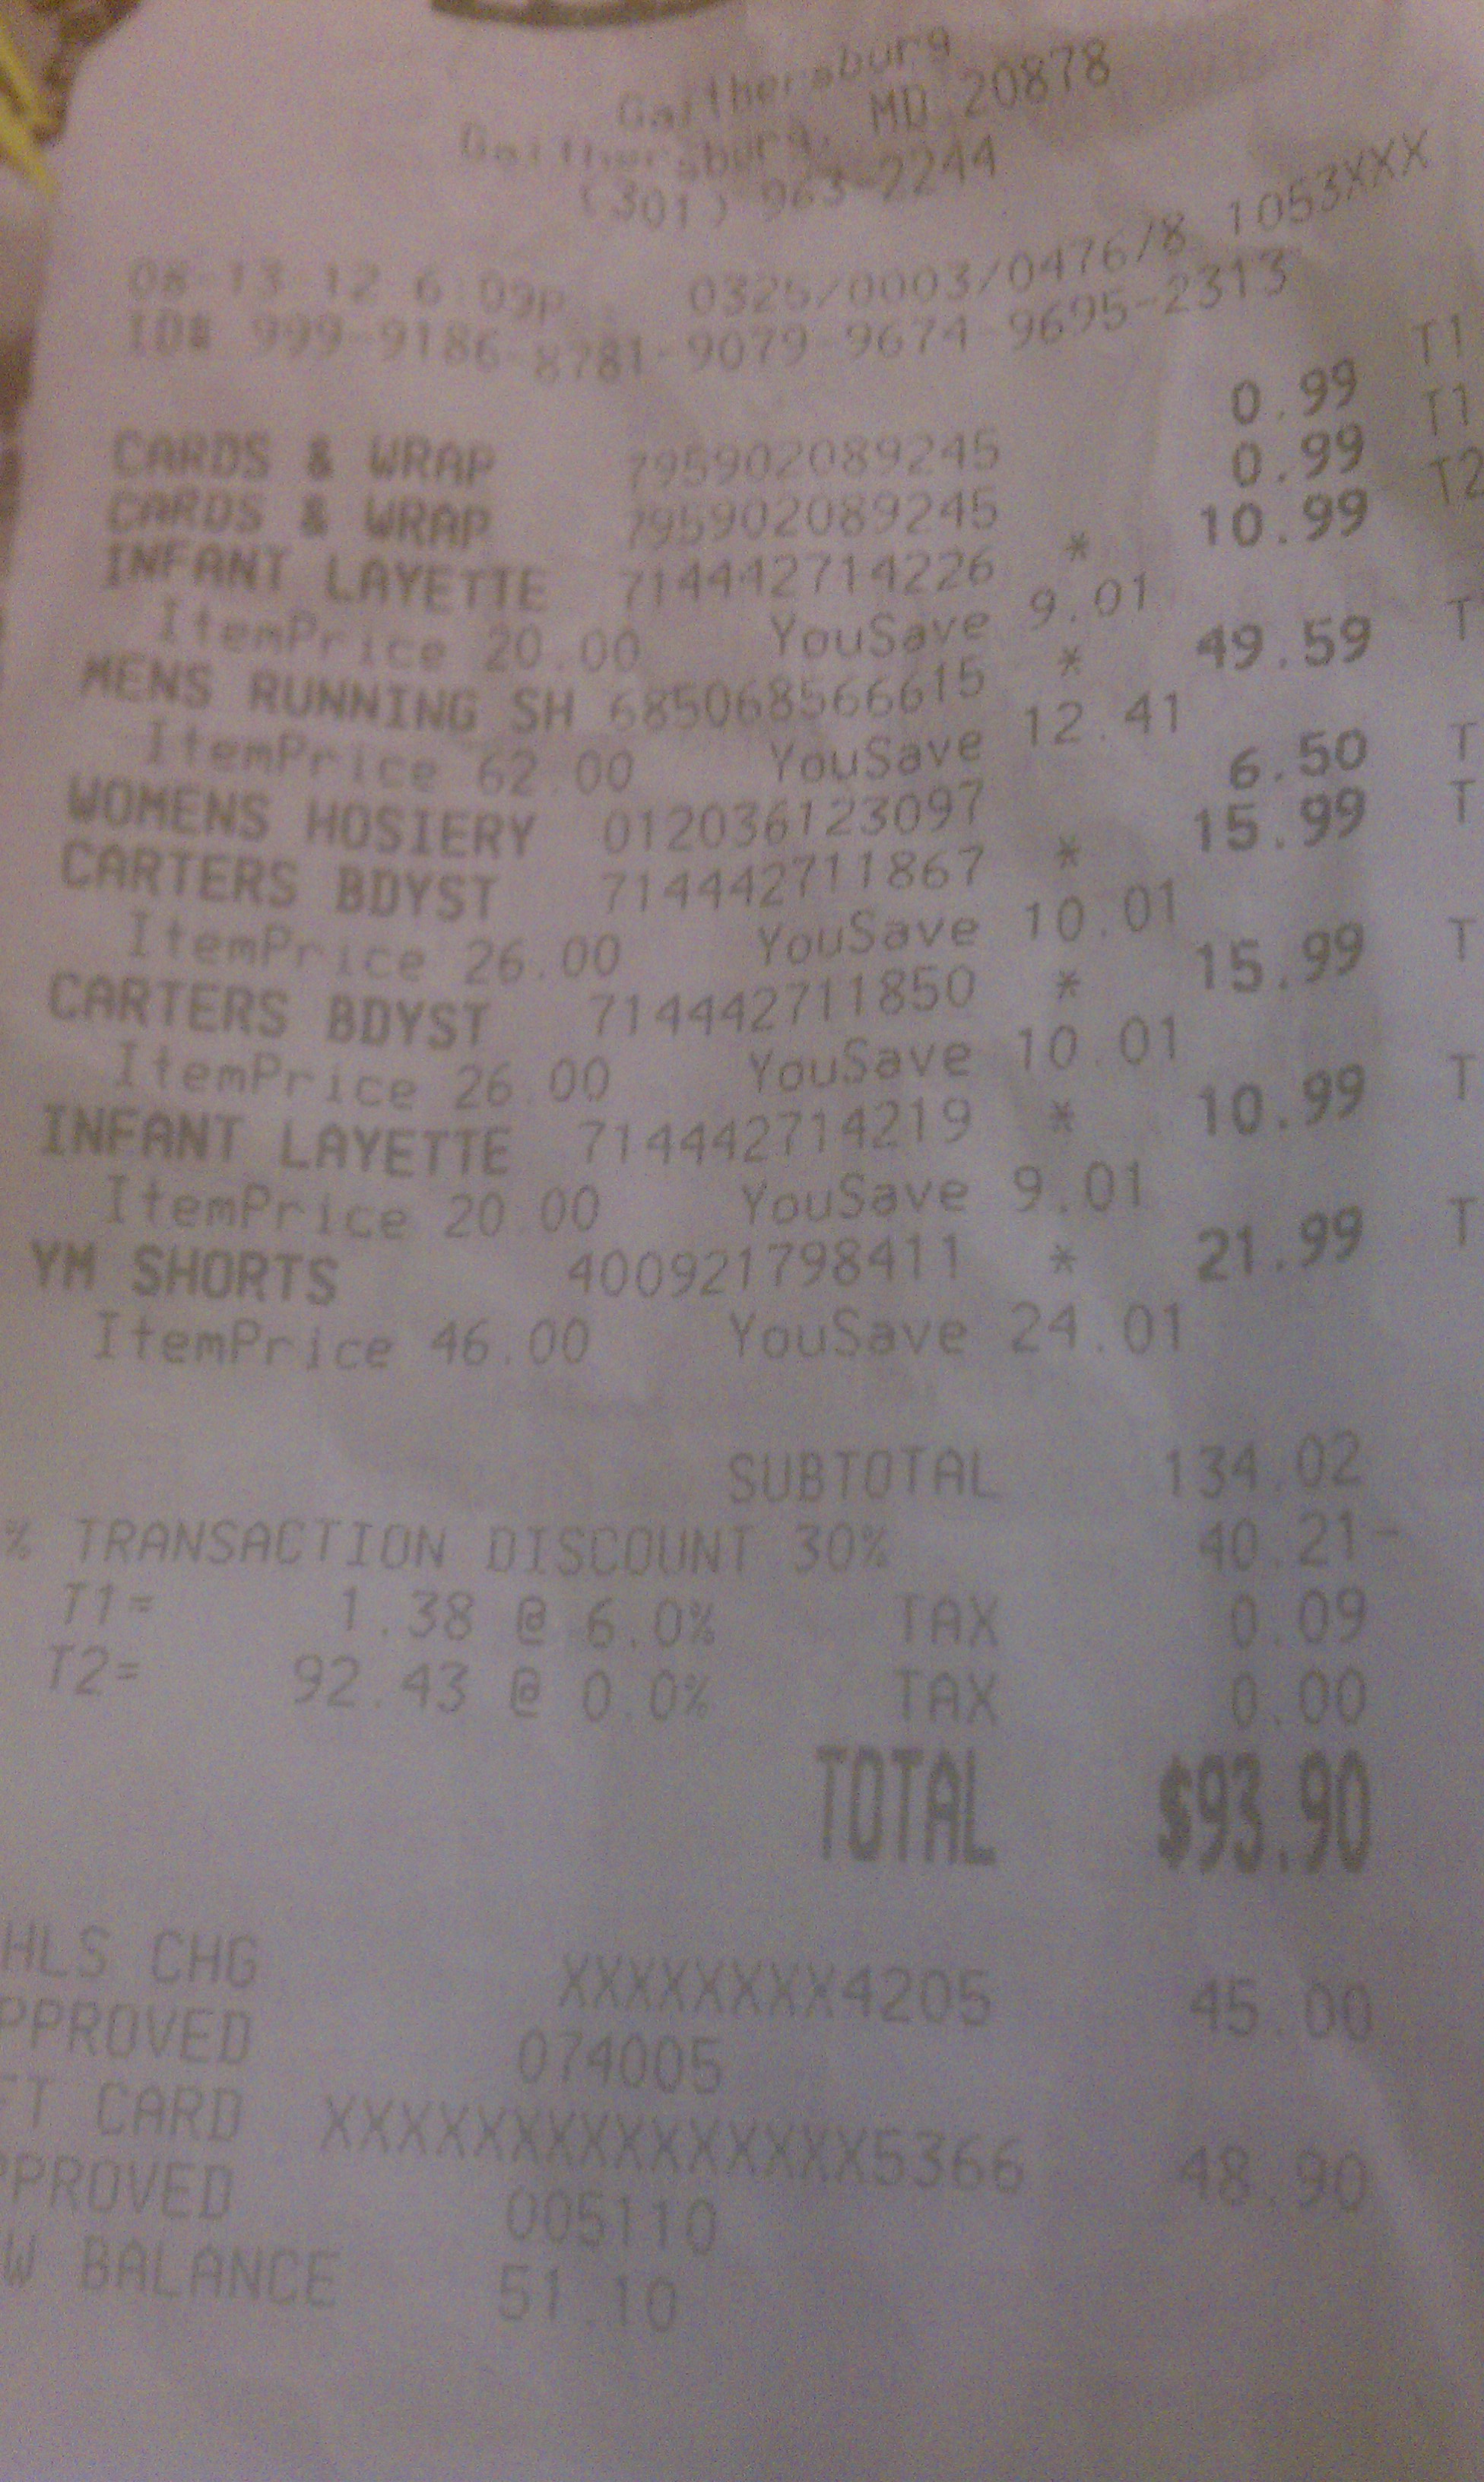 Gaithersburg
Gaithersburg, MD 20878
(301) 963-2244
08-13-12 6:09p 0326/0003/0476/8 1053XXX
ID# 999-9186-8781-9079-9674-9695-2313
CARDS & WRAP 795902089245 0.99 T1
CARDS & WRAP 795902089245 0.99 T1
INFANT LAYETTE 714442714226 * 10.99 T2
ItemPrice 20.00 YouSave 9.01
MENS RUNNING SH 685068566615 * 49.59 T
ItemPrice 62.00 YouSave 12.41
WOMENS HOSIERY 012036123097 6.50 T
CARTERS BDYST 714442711867 * 15.99 T
ItemPrice 26.00 YouSave 10.01
CARTERS BDYST 714442711850 * 15.99 T
ItemPrice 26.00 YouSave 10.01
INFANT LAYETTE 714442714219 * 10.99 T
ItemPrice 20.00 YouSave 9.01
YM SHORTS 400921798411 * 21.99 T
ItemPrice 46.00 YouSave 24.01
SUBTOTAL 134.02
% TRANSACTION DISCOUNT 30% 40.21-
T1= 1.38 @ 6.0% TAX 0.09
T2= 92.43 @ 0.0% TAX 0.00
TOTAL $93.90
HLS CHG XXXXXXXX4205 45.00
PPROVED 074005
FT CARD XXXXXXXXXXXXXXX5366 48.90
PPROVED 005110
W BALANCE 51.10